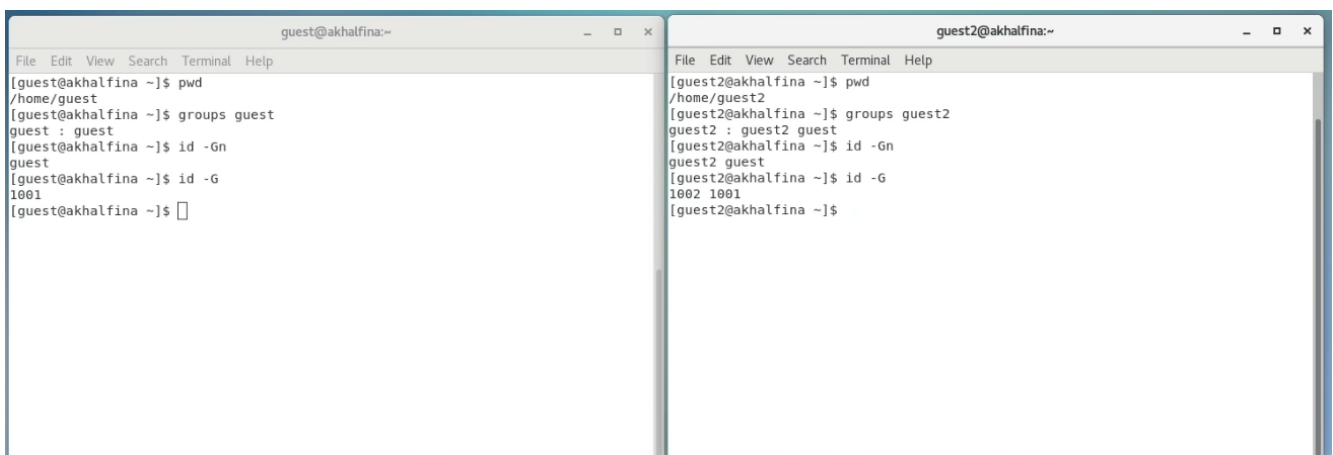 guest@akhalfina:~
File Edit View Search Terminal Help
[guest@akhalfina ~]$ pwd
/home/guest
[guest@akhalfina ~]$ groups guest
guest : guest
[guest@akhalfina ~]$ id -Gn
guest
[guest@akhalfina ~]$ id -G
1001
[guest@akhalfina ~]$
guest2@akhalfina:~
File Edit View Search Terminal Help
[guest2@akhalfina ~]$ pwd
/home/guest2
[guest2@akhalfina ~]$ groups guest2
guest2 : guest2 guest
[guest2@akhalfina ~]$ id -Gn
guest2 guest
[guest2@akhalfina ~]$ id -G
1002 1001
[guest2@akhalfina ~]$